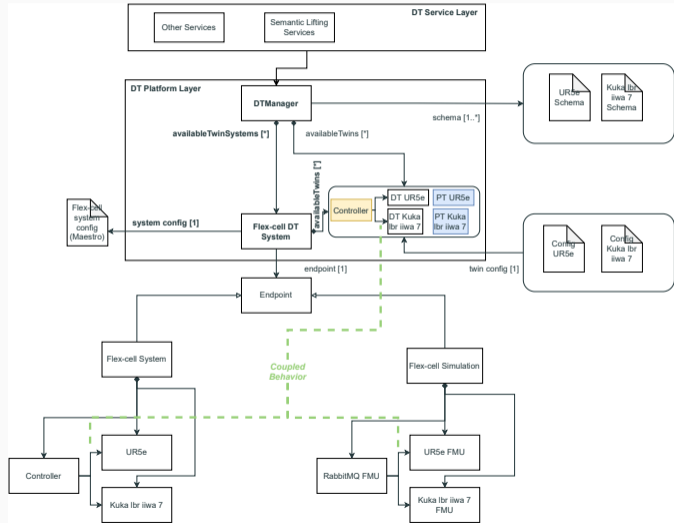 DT Service Layer
Other Services
Semantic Lifting
Services
DT Platform Layer
DTManager
schema [1..*]
UR5e
Schema
Kuka lbr
iiwa 7
Schema
availableTwinSystems [*]
availableTwins [*]
availableTwins [*]
Controller
DT UR5e
PT UR5e
DT Kuka
lbr iiwa 7
PT Kuka
lbr iiwa 7
Flex-cell
system
config
(Maestro)
system config [1]
Flex-cell DT
System
Config
UR5e
Config
Kuka lbr
iiwa 7
twin config [1]
endpoint [1]
Endpoint
Flex-cell System
Coupled
Behavior
Flex-cell Simulation
UR5e
UR5e FMU
Controller
RabbitMQ FMU
Kuka lbr iiwa 7
Kuka lbr iiwa 7
FMU